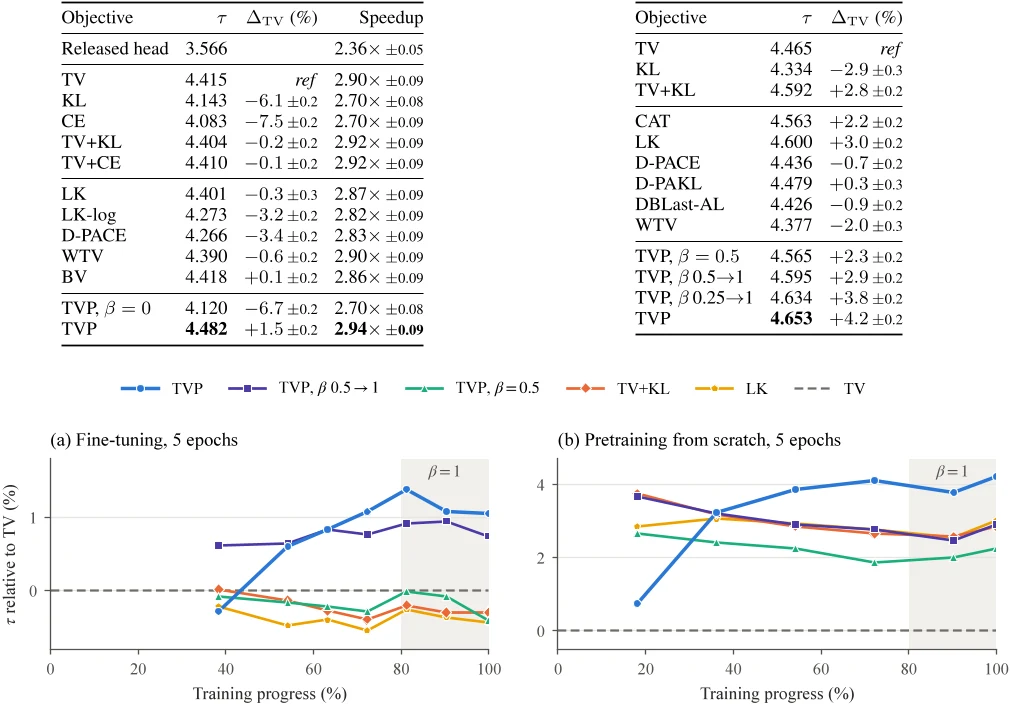 Objective τ Δ_TV (%) Speedup
Released head 3.566 2.36× ±0.05
TV 4.415 ref 2.90× ±0.09
KL 4.143 −6.1 ±0.2 2.70× ±0.08
CE 4.083 −7.5 ±0.2 2.70× ±0.09
TV+KL 4.404 −0.2 ±0.2 2.92× ±0.09
TV+CE 4.410 −0.1 ±0.2 2.92× ±0.09
LK 4.401 −0.3 ±0.3 2.87× ±0.09
LK-log 4.273 −3.2 ±0.2 2.82× ±0.09
D-PACE 4.266 −3.4 ±0.2 2.83× ±0.09
WTV 4.390 −0.6 ±0.2 2.90× ±0.09
BV 4.418 +0.1 ±0.2 2.86× ±0.09
TVP, β = 0 4.120 −6.7 ±0.2 2.70× ±0.08
TVP 4.482 +1.5 ±0.2 2.94× ±0.09
Objective τ Δ_TV (%)
TV 4.465 ref
KL 4.334 −2.9 ±0.3
TV+KL 4.592 +2.8 ±0.2
CAT 4.563 +2.2 ±0.2
LK 4.600 +3.0 ±0.2
D-PACE 4.436 −0.7 ±0.2
D-PAKL 4.479 +0.3 ±0.3
DBLast-AL 4.426 −0.9 ±0.2
WTV 4.377 −2.0 ±0.3
TVP, β = 0.5 4.565 +2.3 ±0.2
TVP, β 0.5→1 4.595 +2.9 ±0.2
TVP, β 0.25→1 4.634 +3.8 ±0.2
TVP 4.653 +4.2 ±0.2
TVP TVP, β 0.5→1 TVP, β=0.5 TV+KL LK TV
(a) Fine-tuning, 5 epochs
β=1
τ relative to TV (%)
1
0
0 20 40 60 80 100
Training progress (%)
(b) Pretraining from scratch, 5 epochs
β=1
4
2
0
0 20 40 60 80 100
Training progress (%)